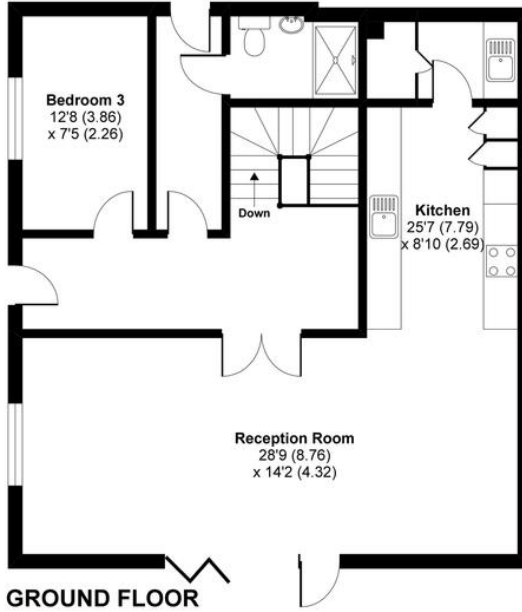 Bedroom 3
12'8 (3.86)
x 7'5 (2.26)
Down
Kitchen
25'7 (7.79)
x 8'10 (2.69)
Reception Room
28'9 (8.76)
x 14'2 (4.32)
GROUND FLOOR